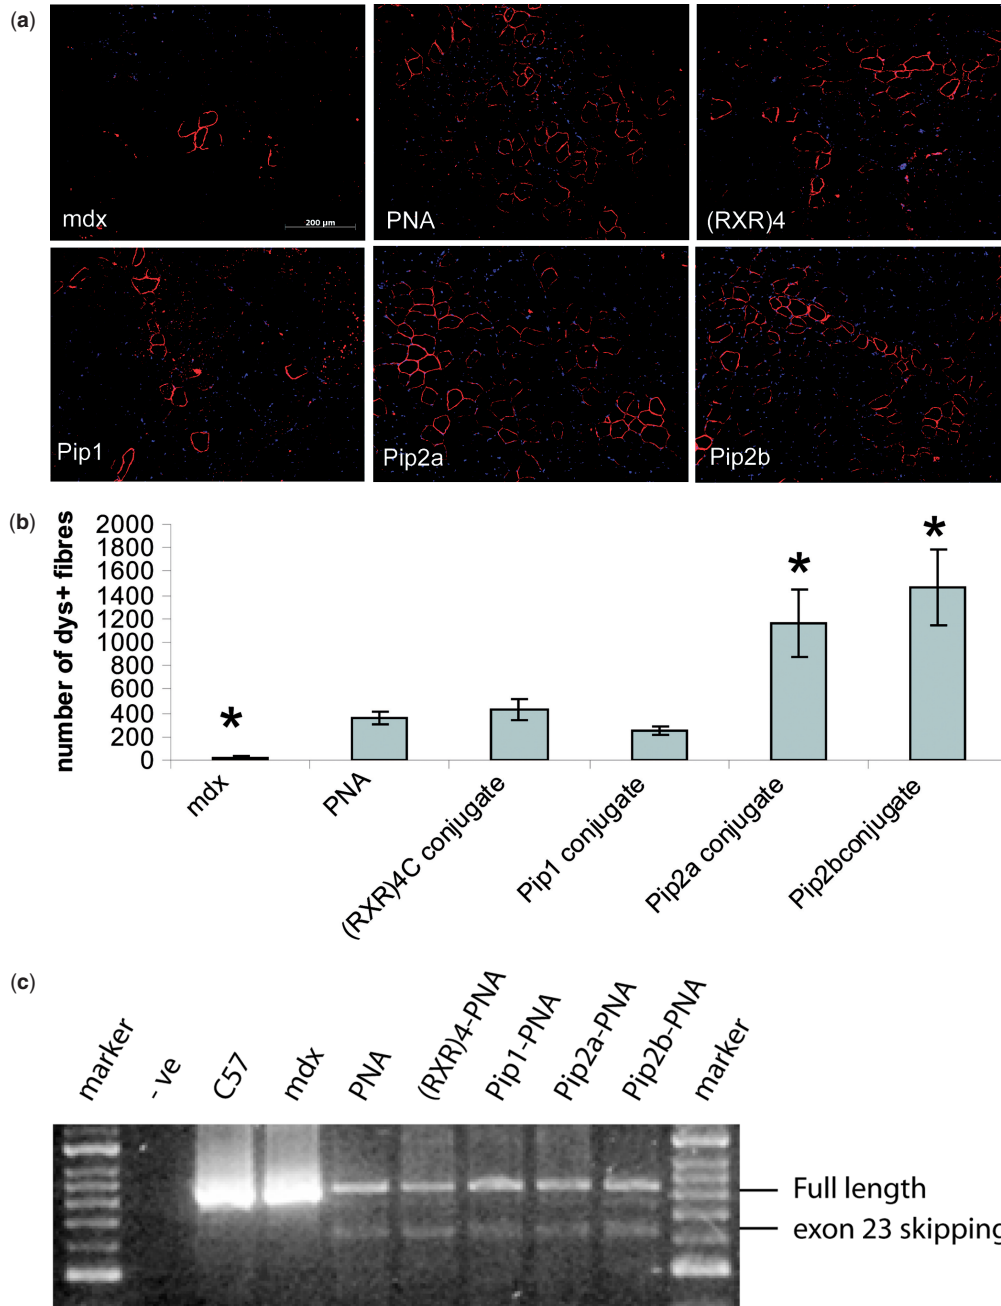 (a)
mdx
200 µm
PNA
(RXR)4
Pip1
Pip2a
Pip2b
(b)
number of dys+ fibres
2000
1800
1600
1400
1200
1000
800
600
400
200
0
*
*
*
mdx
PNA
(RXR)4C conjugate
Pip1 conjugate
Pip2a conjugate
Pip2bconjugate
(c)
marker
- ve
C57
mdx
PNA
(RXR)4-PNA
Pip1-PNA
Pip2a-PNA
Pip2b-PNA
marker
Full length
exon 23 skipping